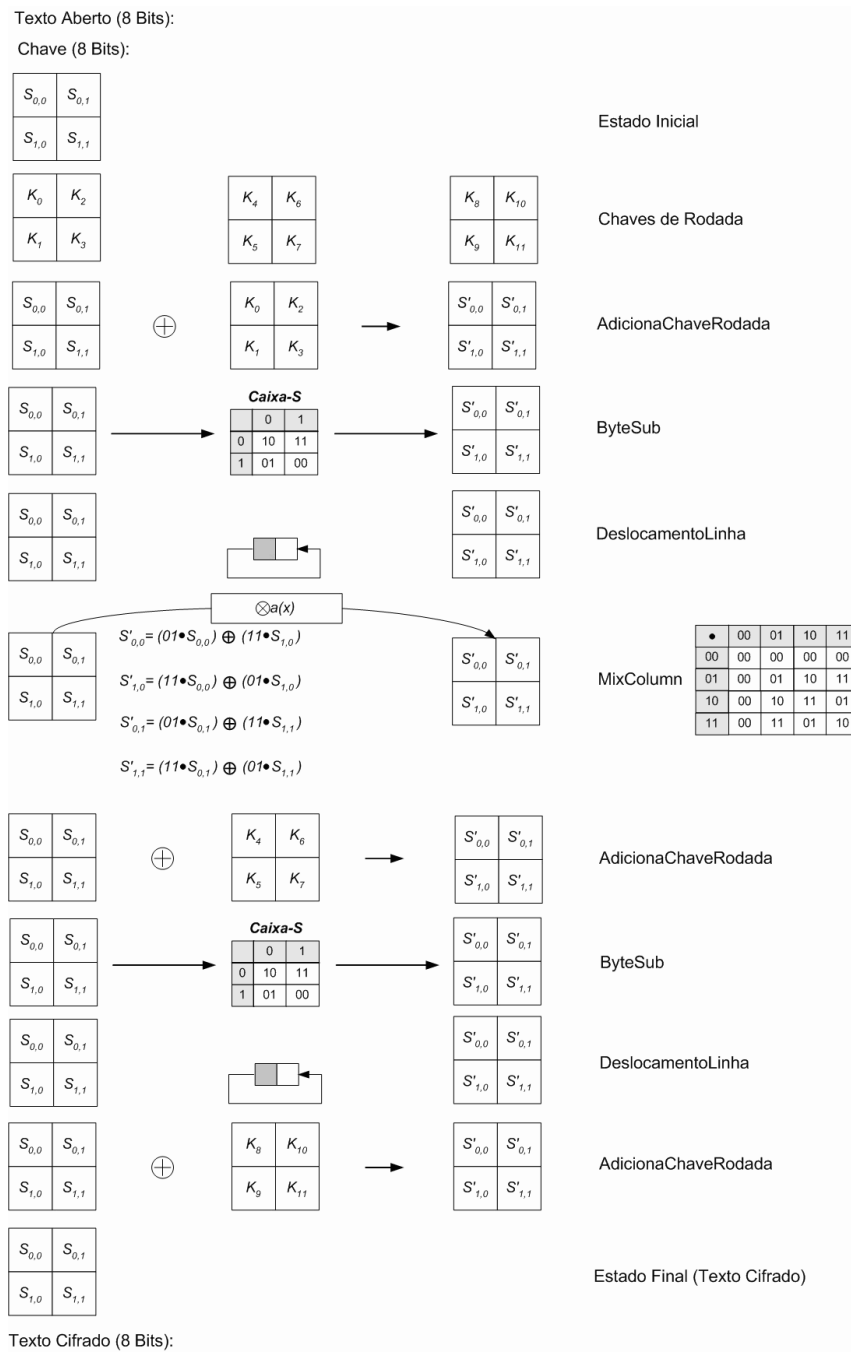 Texto Aberto (8 Bits):
Chave (8 Bits):
S0,0 S0,1
S1,0 S1,1
Estado Inicial
K0 K2 K4 K6 K8 K10
K1 K3 K5 K7 K9 K11
Chaves de Rodada
S0,0 S0,1 ⊕ K0 K2 S'0,0 S'0,1
S1,0 S1,1 K1 K3 S'1,0 S'1,1
AdicionaChaveRodada
Caixa-S
S0,0 S0,1 0 1 S'0,0 S'0,1
0 10 11
S1,0 S1,1 1 01 00 S'1,0 S'1,1
ByteSub
S0,0 S0,1 S'0,0 S'0,1
S1,0 S1,1 S'1,0 S'1,1
DeslocamentoLinha
⊗a(x)
S0,0 S0,1
S1,0 S1,1
S'0,0= (01•S0,0) ⊕ (11•S1,0)
S'1,0= (11•S0,0) ⊕ (01•S1,0)
S'0,1= (01•S0,1) ⊕ (11•S1,1)
S'1,1= (11•S0,1) ⊕ (01•S1,1)
S'0,0 S'0,1
S'1,0 S'1,1
MixColumn
• 00 01 10 11
00 00 00 00 00
01 00 01 10 11
10 00 10 11 01
11 00 11 01 10
S0,0 S0,1 ⊕ K4 K6 S'0,0 S'0,1
S1,0 S1,1 K5 K7 S'1,0 S'1,1
AdicionaChaveRodada
Caixa-S
S0,0 S0,1 0 1 S'0,0 S'0,1
0 10 11
S1,0 S1,1 1 01 00 S'1,0 S'1,1
ByteSub
S0,0 S0,1 S'0,0 S'0,1
S1,0 S1,1 S'1,0 S'1,1
DeslocamentoLinha
S0,0 S0,1 ⊕ K8 K10 S'0,0 S'0,1
S1,0 S1,1 K9 K11 S'1,0 S'1,1
AdicionaChaveRodada
S0,0 S0,1
S1,0 S1,1
Estado Final (Texto Cifrado)
Texto Cifrado (8 Bits):